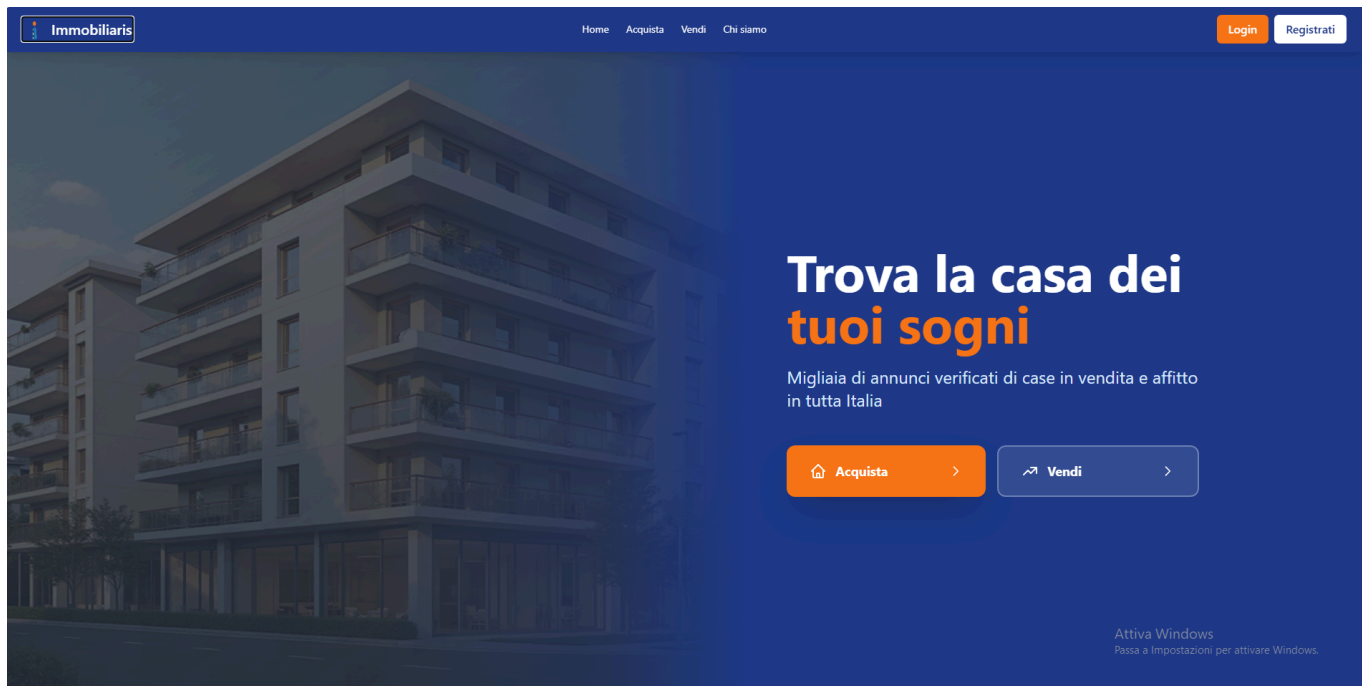 Immobiliaris
Home Acquista Vendi Chi siamo
Login Registrati
Trova la casa dei
tuoi sogni
Migliaia di annunci verificati di case in vendita e affitto
in tutta Italia
Acquista
Vendi
Attiva Windows
Passa a Impostazioni per attivare Windows.